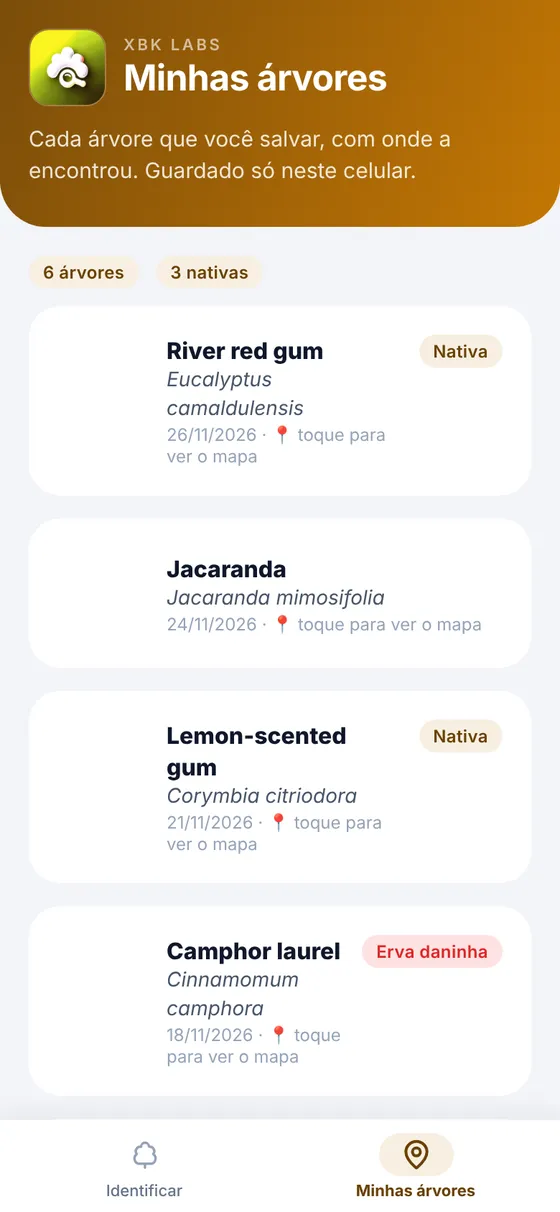 XBK LABS
Minhas árvores
Cada árvore que você salvar, com onde a
encontrou. Guardado só neste celular.
6 árvores
3 nativas
River red gum
Nativa
Eucalyptus
camaldulensis
26/11/2026 · 📍 toque para
ver o mapa
Jacaranda
Jacaranda mimosifolia
24/11/2026 · 📍 toque para ver o mapa
Lemon-scented
gum
Nativa
Corymbia citriodora
21/11/2026 · 📍 toque para
ver o mapa
Camphor laurel
Erva daninha
Cinnamomum
camphora
18/11/2026 · 📍 toque
para ver o mapa
Identificar
Minhas árvores